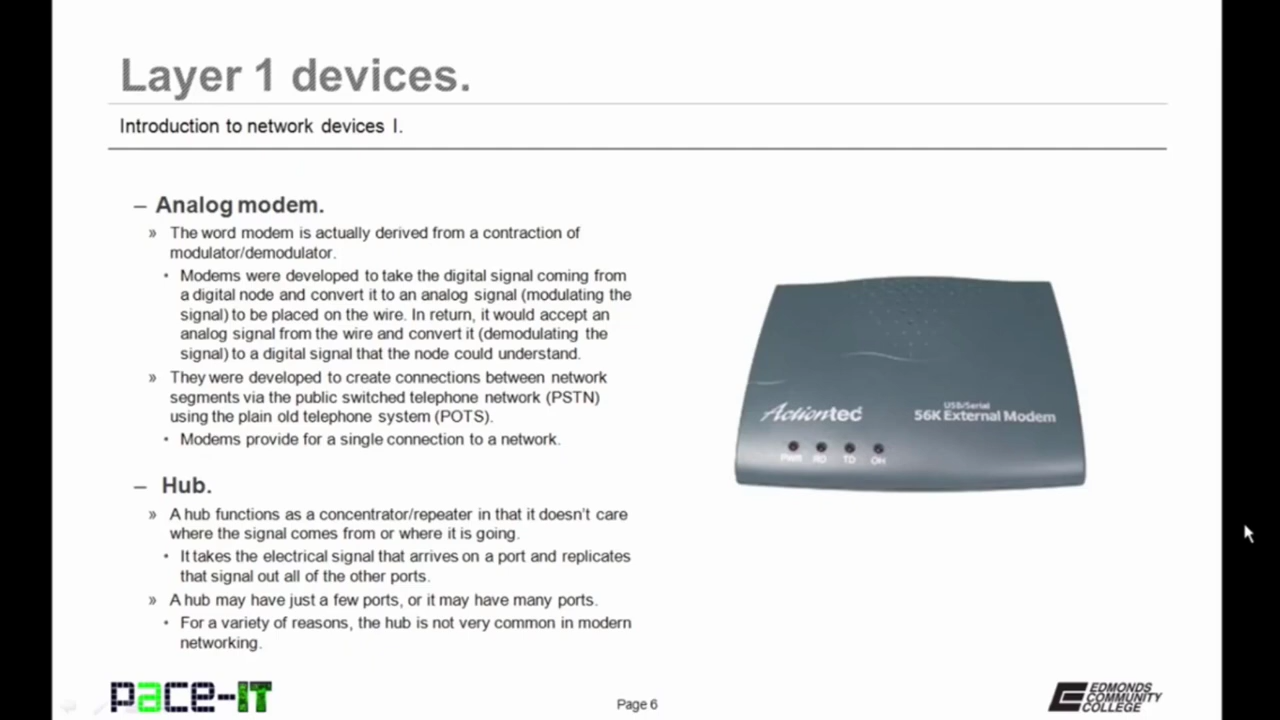 Layer 1 devices.
Introduction to network devices I.
– Analog modem.
» The word modem is actually derived from a contraction of
modulator/demodulator.
• Modems were developed to take the digital signal coming from
a digital node and convert it to an analog signal (modulating the
signal) to be placed on the wire. In return, it would accept an
analog signal from the wire and convert it (demodulating the
signal) to a digital signal that the node could understand.
» They were developed to create connections between network
segments via the public switched telephone network (PSTN)
using the plain old telephone system (POTS).
• Modems provide for a single connection to a network.
– Hub.
» A hub functions as a concentrator/repeater in that it doesn't care
where the signal comes from or where it is going.
• It takes the electrical signal that arrives on a port and replicates
that signal out all of the other ports.
» A hub may have just a few ports, or it may have many ports.
• For a variety of reasons, the hub is not very common in modern
networking.
Actiontec
USB/Serial
56K External Modem
PWR RD TD OH
pace-IT
Page 6
EDMONDS
COMMUNITY
COLLEGE